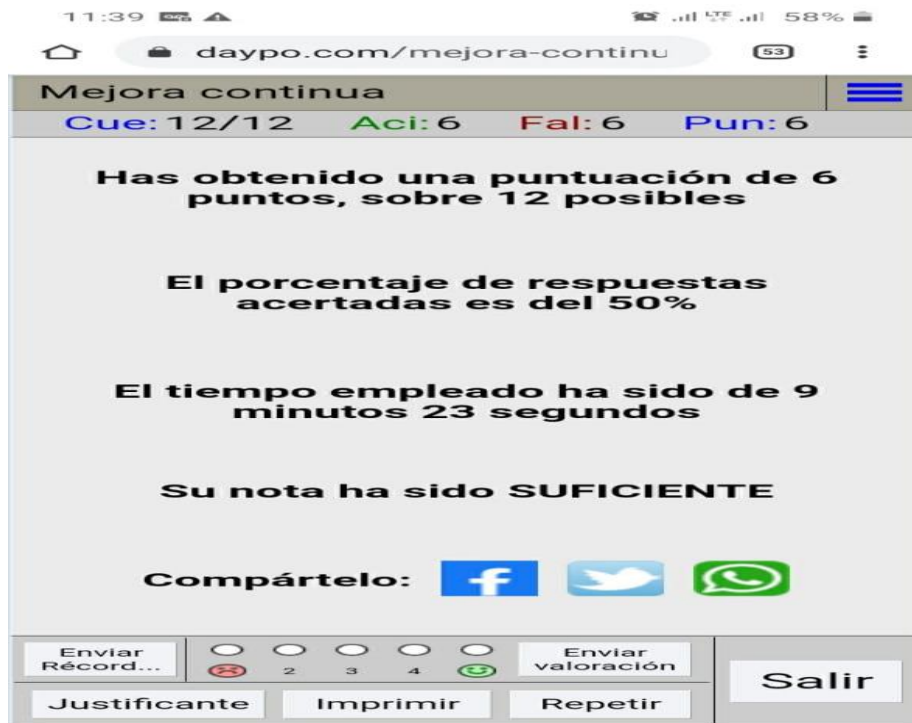 11:39 58%
daypo.com/mejora-continu 53
Mejora continua
Cue: 12/12 Aci: 6 Fal: 6 Pun: 6
Has obtenido una puntuación de 6
puntos, sobre 12 posibles
El porcentaje de respuestas
acertadas es del 50%
El tiempo empleado ha sido de 9
minutos 23 segundos
Su nota ha sido SUFICIENTE
Compártelo:
Enviar
Récord...
2 3 4
Enviar
valoración
Salir
Justificante Imprimir Repetir